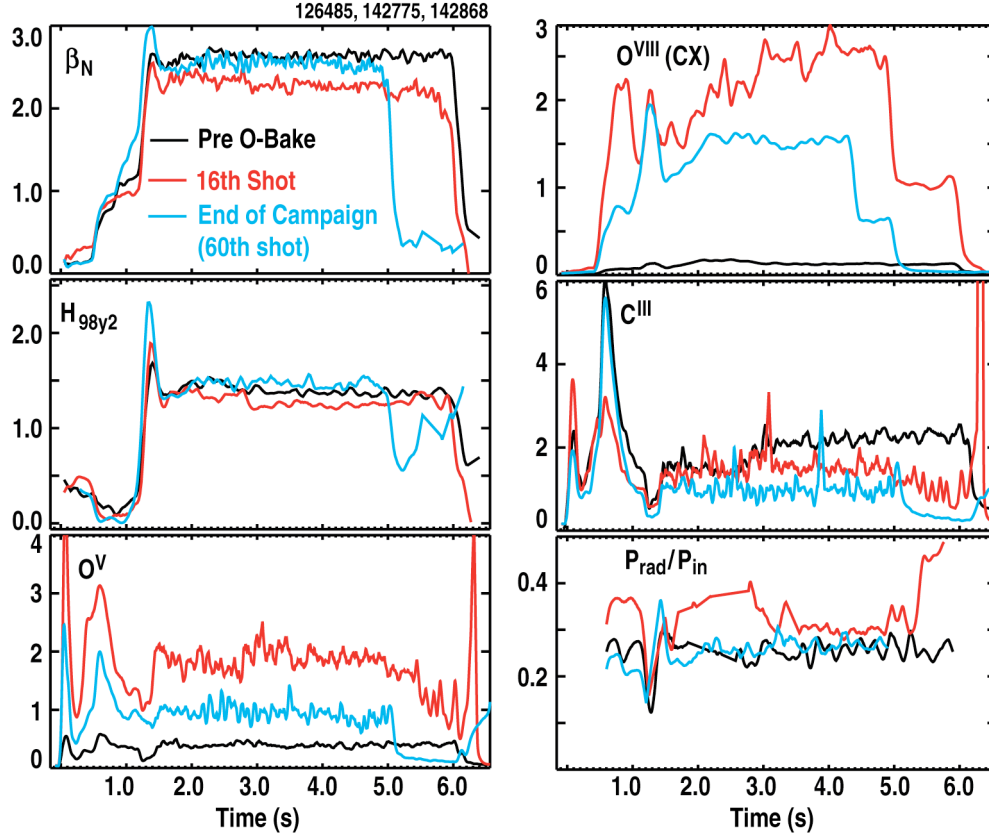 126485, 142775, 142868
3.0
2.0
1.0
0.0
β_N
Pre O-Bake
16th Shot
End of Campaign
(60th shot)
3
2
1
0
O^VIII (CX)
2.0
1.0
0.0
H_98y2
6
4
2
0
C^III
4
3
2
1
0
O^V
1.0 2.0 3.0 4.0 5.0 6.0
Time (s)
0.4
0.2
P_rad/P_in
1.0 2.0 3.0 4.0 5.0 6.0
Time (s)